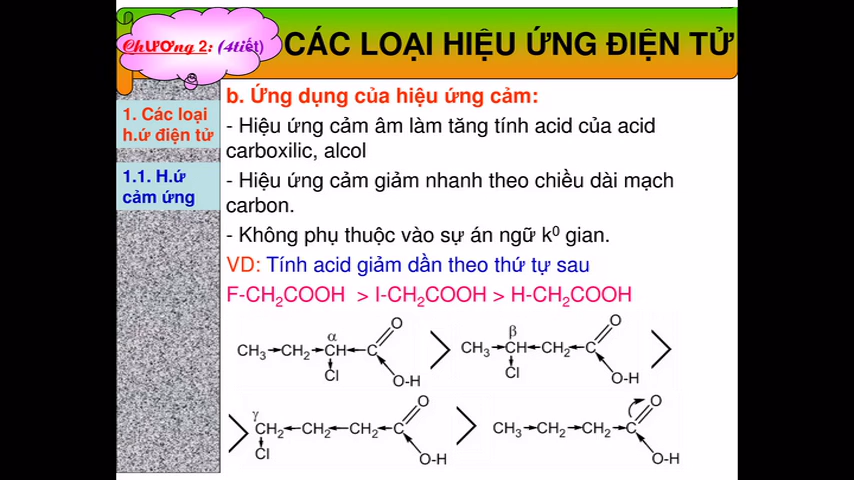 Chương 2: (4tiết)
CÁC LOẠI HIỆU ỨNG ĐIỆN TỬ
1. Các loại
h.ứ điện tử
1.1. H.ứ
cảm ứng
b. Ứng dụng của hiệu ứng cảm:
- Hiệu ứng cảm âm làm tăng tính acid của acid
carboxilic, alcol
- Hiệu ứng cảm giảm nhanh theo chiều dài mạch
carbon.
- Không phụ thuộc vào sự án ngữ k⁰ gian.
VD: Tính acid giảm dần theo thứ tự sau
F-CH₂COOH > I-CH₂COOH > H-CH₂COOH
α O β O
CH₃→CH₂→CH←C > CH₃→CH←CH₂←C >
Cl O-H Cl O-H
γ O O
> CH₂←CH₂←CH₂←C > CH₃→CH₂→CH₂→C
Cl O-H O-H